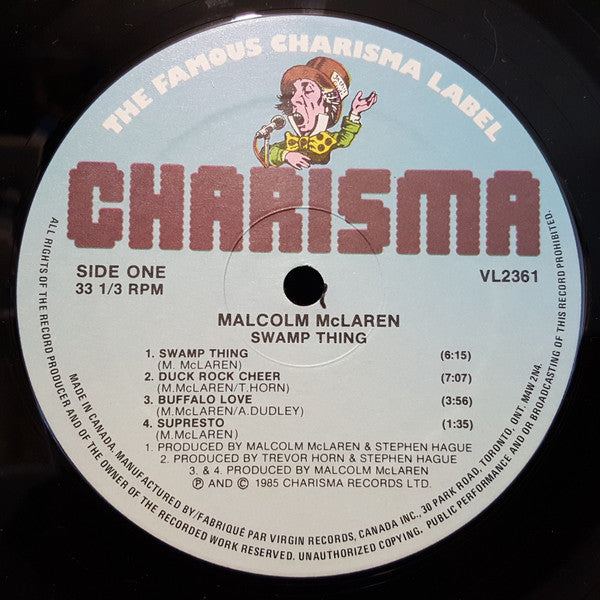 THE FAMOUS CHARISMA LABEL
CHARISMA
SIDE ONE
33 1/3 RPM
VL2361
MALCOLM McLAREN
SWAMP THING
1. SWAMP THING (6:15)
(M. McLAREN)
2. DUCK ROCK CHEER (7:07)
(M.McLAREN/T.HORN)
3. BUFFALO LOVE (3:56)
(M.McLAREN/A.DUDLEY)
4. SUPRESTO (1:35)
(M.McLAREN)
1. PRODUCED BY MALCOLM McLAREN & STEPHEN HAGUE
2. PRODUCED BY TREVOR HORN & STEPHEN HAGUE
3. & 4. PRODUCED BY MALCOLM McLAREN
Ⓟ AND © 1985 CHARISMA RECORDS LTD.
MADE IN CANADA. MANUFACTURED BY/FABRIQUÉ PAR VIRGIN RECORDS, CANADA INC., 30 PARK ROAD, TORONTO, ONT. M4W 2N4.
ALL RIGHTS OF THE RECORD PRODUCER AND OF THE OWNER OF THE RECORDED WORK RESERVED. UNAUTHORIZED COPYING, PUBLIC PERFORMANCE AND OR BROADCASTING OF THIS RECORD PROHIBITED.